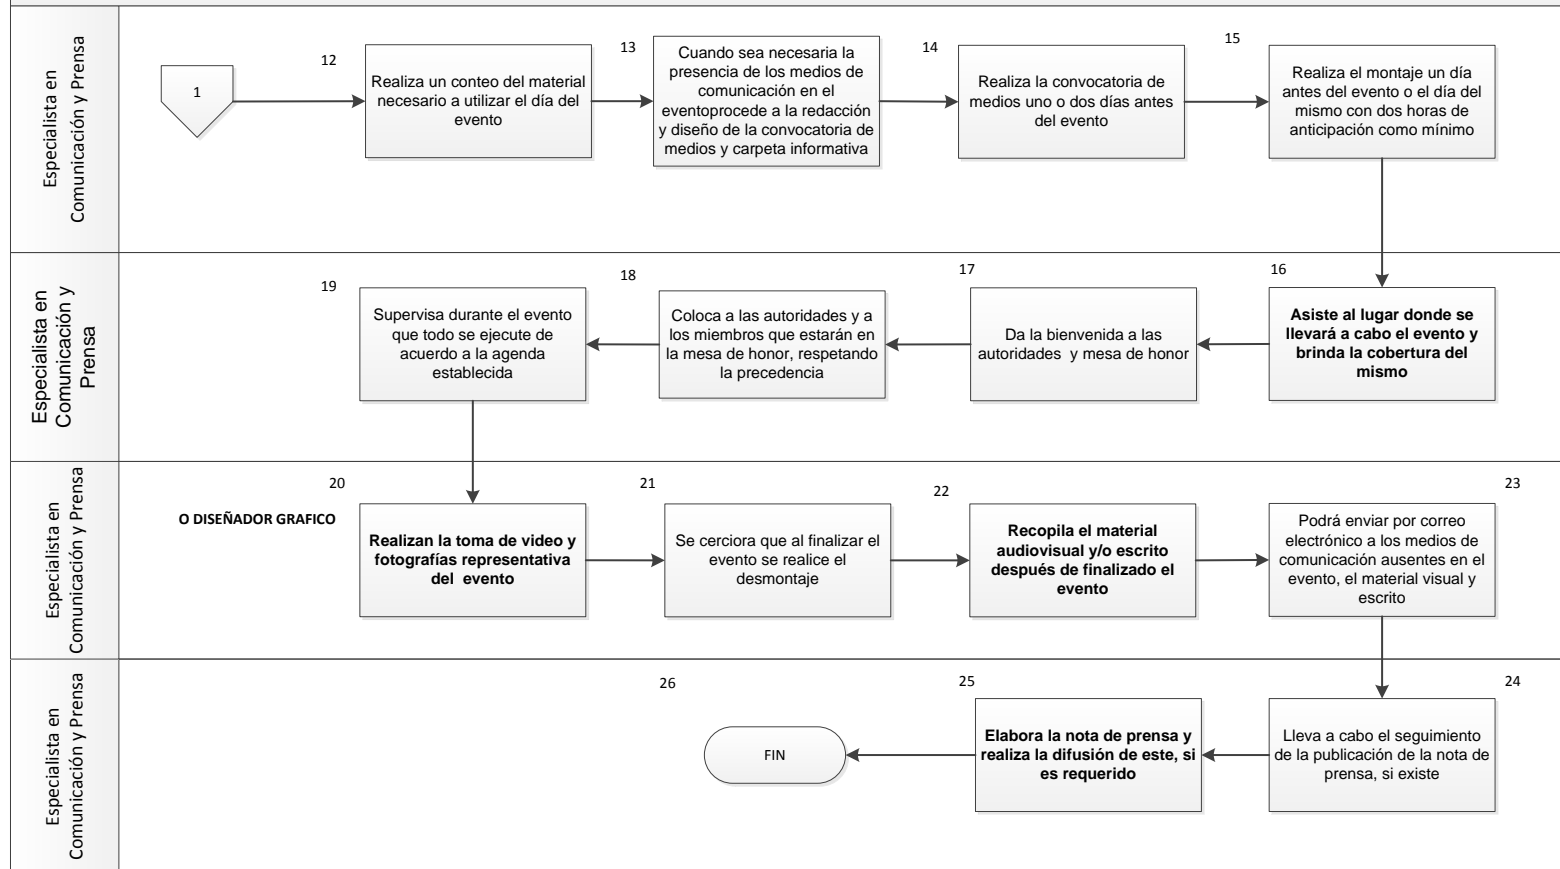 Especialista en
Comunicación y Prensa
1
12
Realiza un conteo del material
necesario a utilizar el día del
evento
13
Cuando sea necesaria la
presencia de los medios de
comunicación en el
eventoprocede a la redacción
y diseño de la convocatoria de
medios y carpeta informativa
14
Realiza la convocatoria de
medios uno o dos días antes
del evento
15
Realiza el montaje un día
antes del evento o el día del
mismo con dos horas de
anticipación como mínimo
Especialista en
Comunicación y
Prensa
16
Asiste al lugar donde se
llevará a cabo el evento y
brinda la cobertura del
mismo
17
Da la bienvenida a las
autoridades y mesa de honor
18
Coloca a las autoridades y a
los miembros que estarán en
la mesa de honor, respetando
la precedencia
19
Supervisa durante el evento
que todo se ejecute de
acuerdo a la agenda
establecida
Especialista en
Comunicación y Prensa
20
O DISEÑADOR GRAFICO
Realizan la toma de video y
fotografías representativa
del evento
21
Se cerciora que al finalizar el
evento se realice el
desmontaje
22
Recopila el material
audiovisual y/o escrito
después de finalizado el
evento
23
Podrá enviar por correo
electrónico a los medios de
comunicación ausentes en el
evento, el material visual y
escrito
Especialista en
Comunicación y Prensa
24
Lleva a cabo el seguimiento
de la publicación de la nota de
prensa, si existe
25
Elabora la nota de prensa y
realiza la difusión de este, si
es requerido
26
FIN